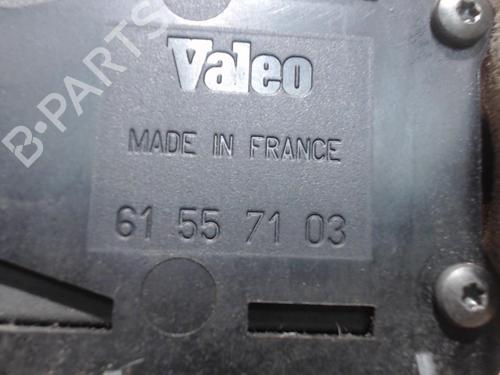 Valeo
MADE IN FRANCE
61 55 71 03
B-PARTS